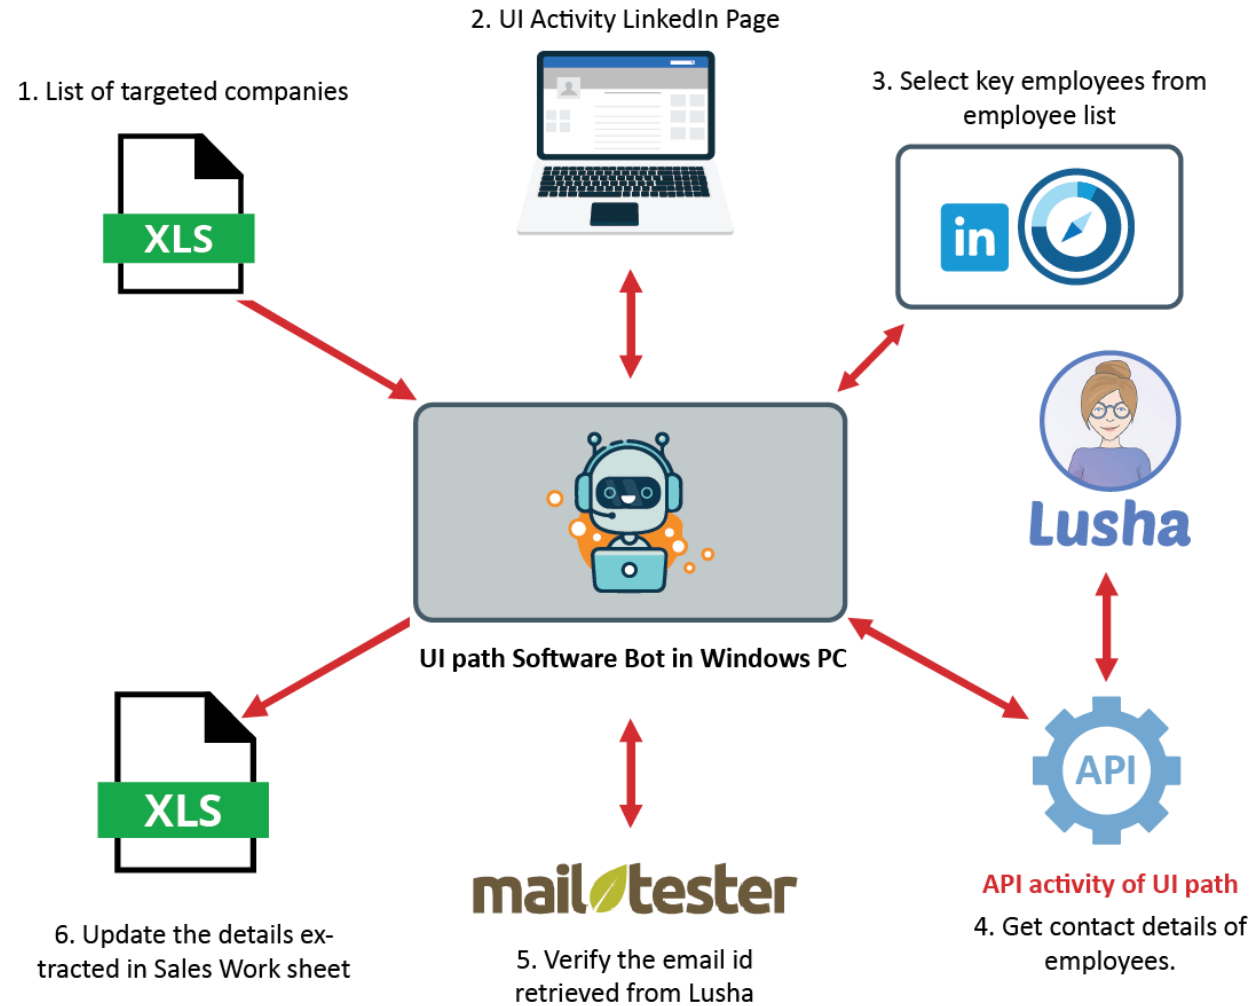 2. UI Activity LinkedIn Page
1. List of targeted companies
3. Select key employees from
employee list
XLS
in
Lusha
UI path Software Bot in Windows PC
XLS
API
mail tester
API activity of UI path
4. Get contact details of
employees.
6. Update the details ex-
tracted in Sales Work sheet
5. Verify the email id
retrieved from Lusha